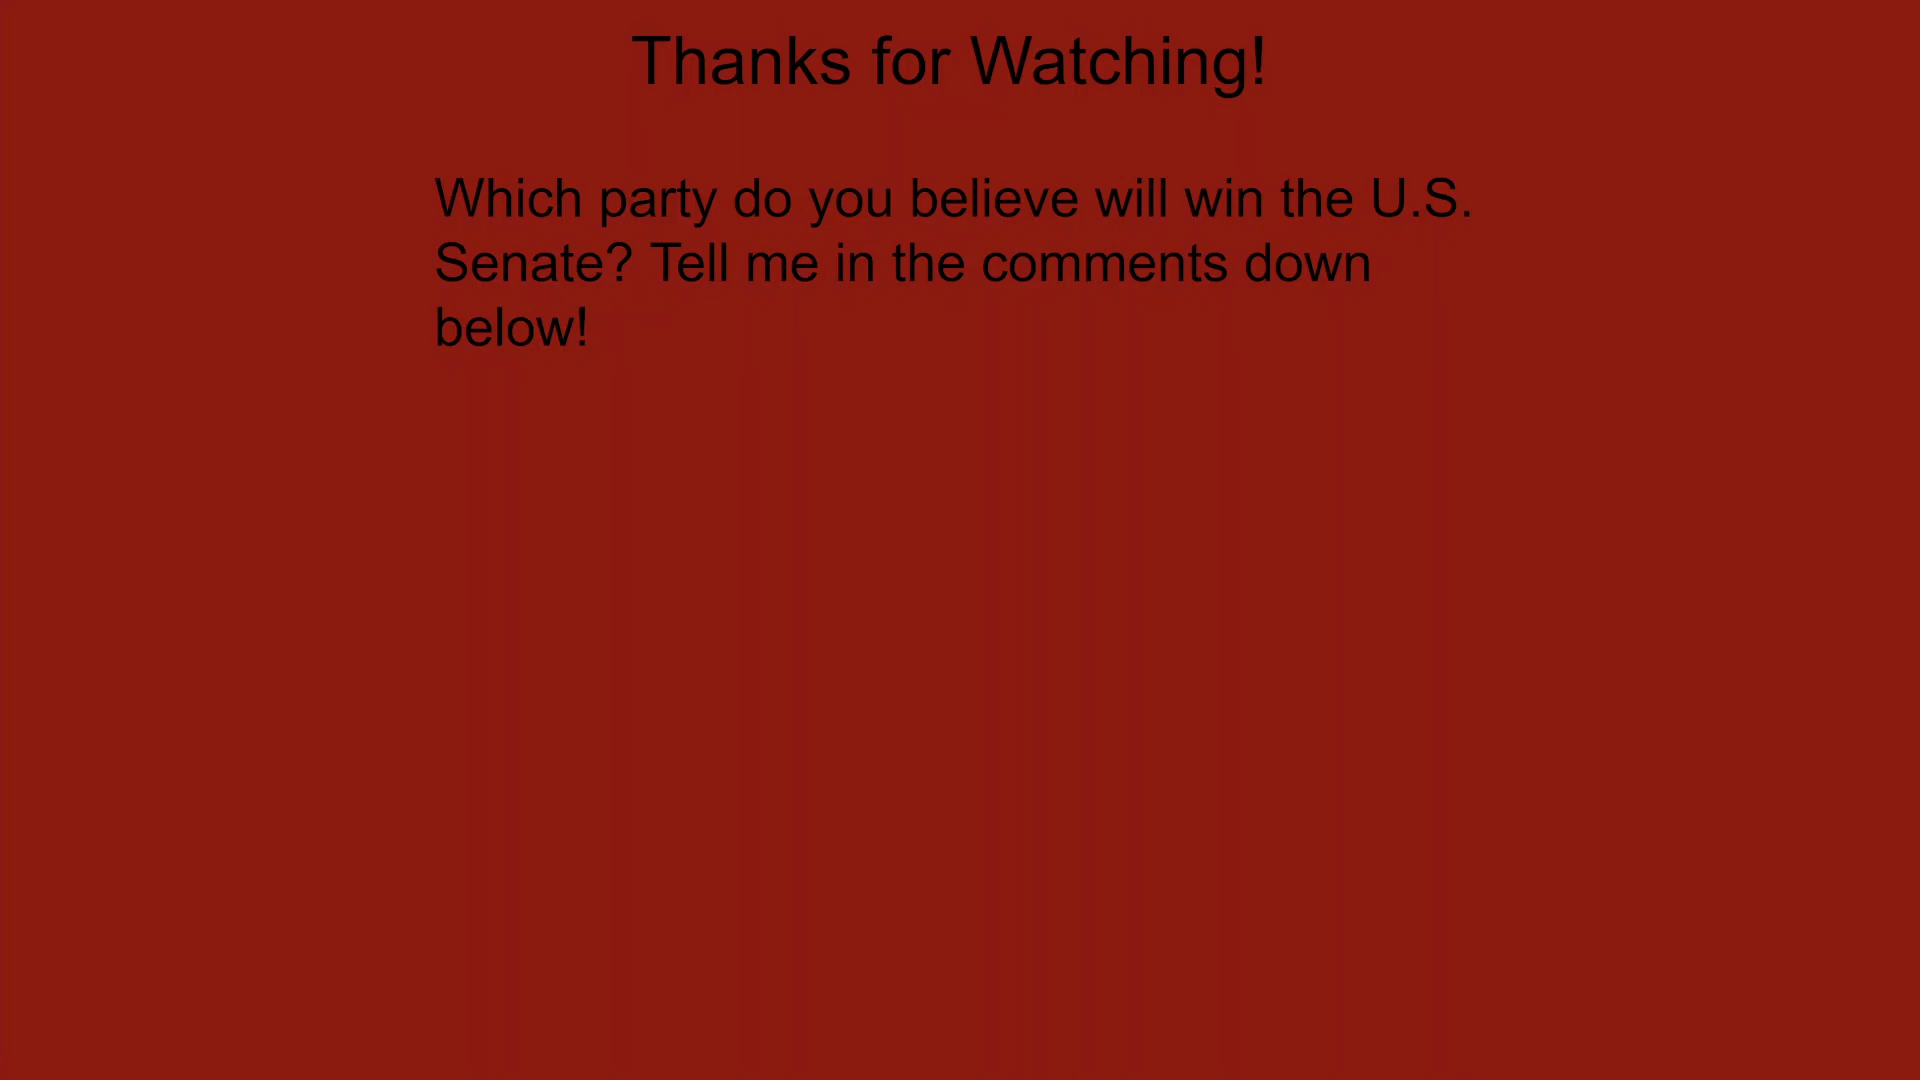 Thanks for Watching!
Which party do you believe will win the U.S.
Senate? Tell me in the comments down
below!